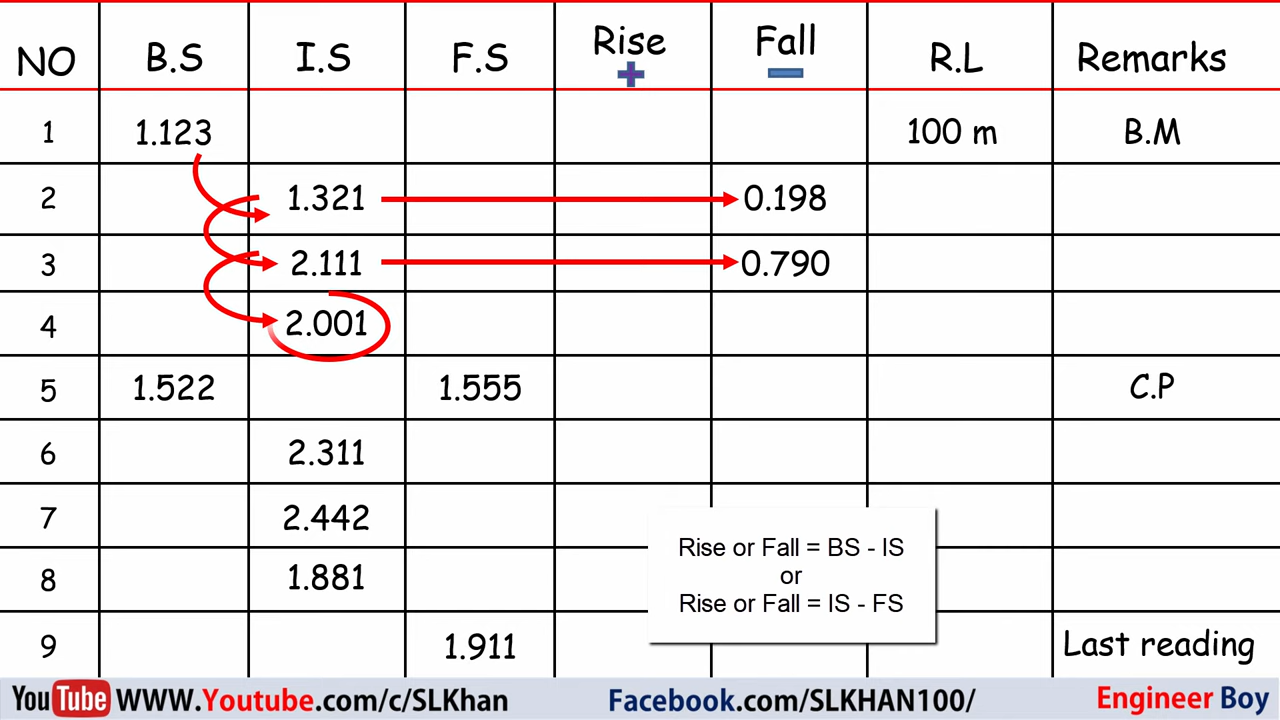 NO B.S I.S F.S Rise Fall R.L Remarks
+ −
1 1.123 100 m B.M
2 1.321 0.198
3 2.111 0.790
4 2.001
5 1.522 1.555 C.P
6 2.311
7 2.442
8 1.881
9 1.911 Last reading
Rise or Fall = BS - IS
or
Rise or Fall = IS - FS
YouTube WWW.Youtube.com/c/SLKhan Facebook.com/SLKHAN100/ Engineer Boy